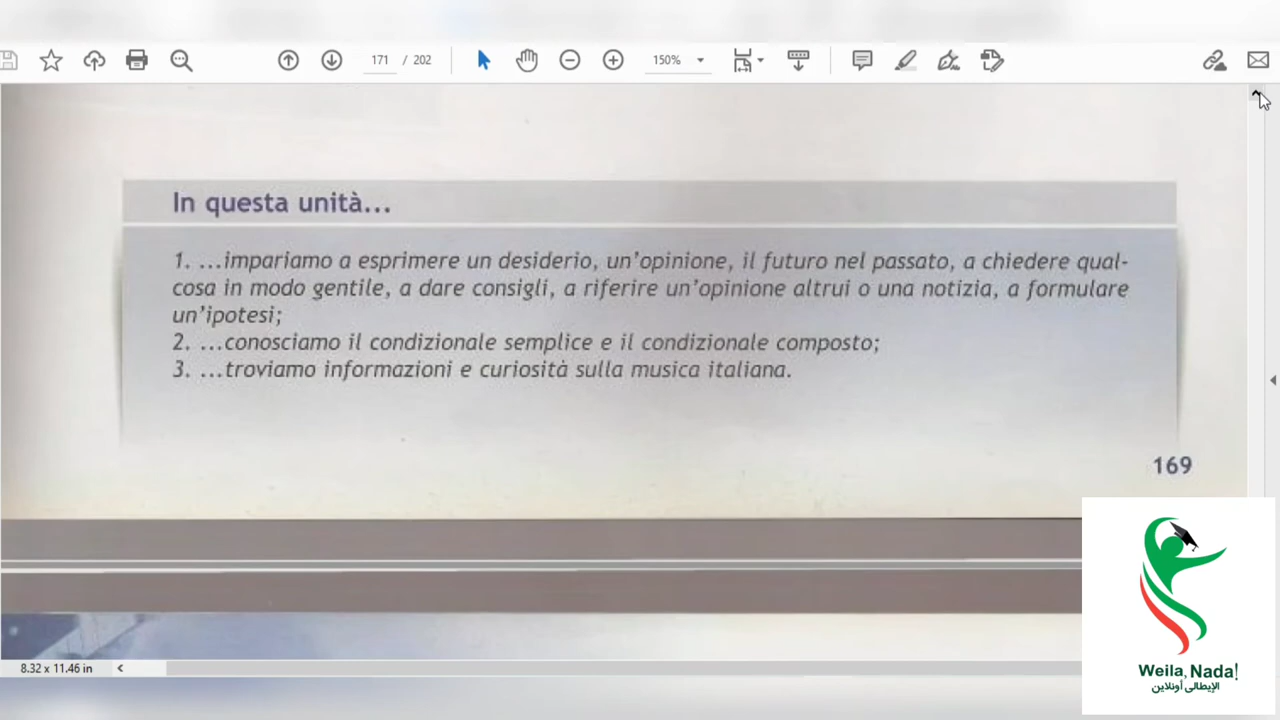 171 / 202
150%
In questa unità...
1. ...impariamo a esprimere un desiderio, un'opinione, il futuro nel passato, a chiedere qual-
cosa in modo gentile, a dare consigli, a riferire un'opinione altrui o una notizia, a formulare
un'ipotesi;
2. ...conosciamo il condizionale semplice e il condizionale composto;
3. ...troviamo informazioni e curiosità sulla musica italiana.
169
8.32 x 11.46 in
Weila, Nada!
الإيطالى أونلاين